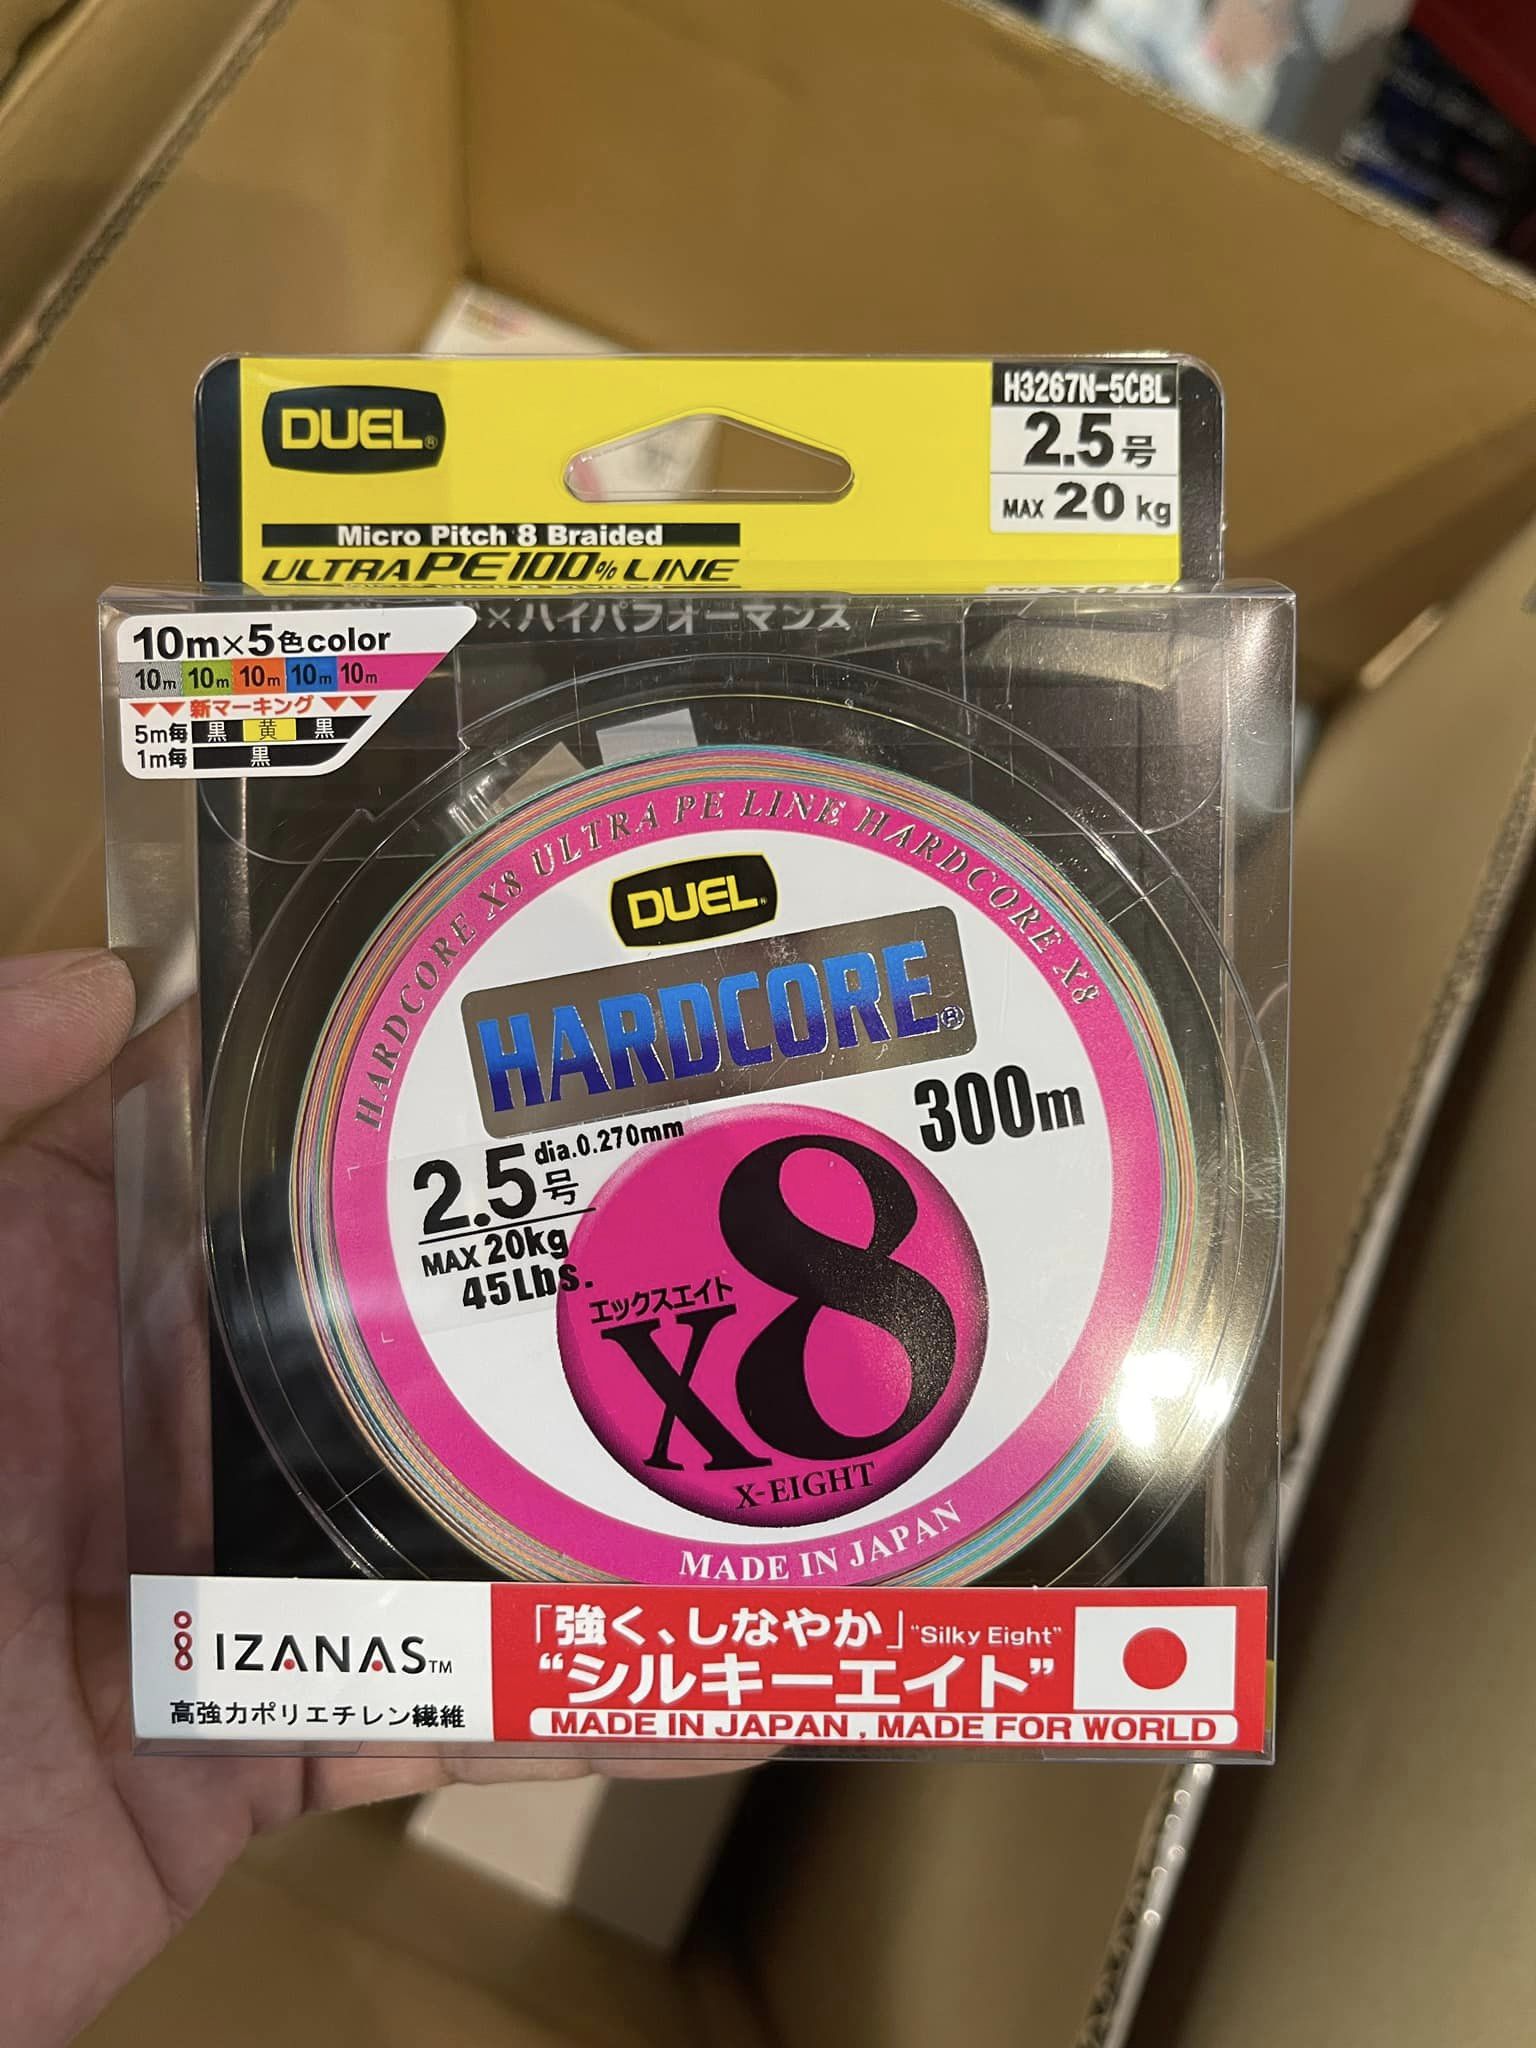 DUEL®
H3267N-5CBL
2.5号
MAX 20 kg
Micro Pitch 8 Braided
ULTRA PE 100% LINE
×ハイパフォーマンス
10m×5色color
10m 10m 10m 10m 10m
新マーキング
5m毎 黒 黄 黒
1m毎 黒
HARDCORE X8 ULTRA PE LINE HARDCORE X8
DUEL®
HARDCORE®
300m
2.5号 dia.0.270mm
MAX 20kg
45Lbs.
エックスエイト
X8
X-EIGHT
MADE IN JAPAN
IZANAS™
高強力ポリエチレン繊維
「強く、しなやか」 "Silky Eight"
“シルキーエイト”
MADE IN JAPAN , MADE FOR WORLD